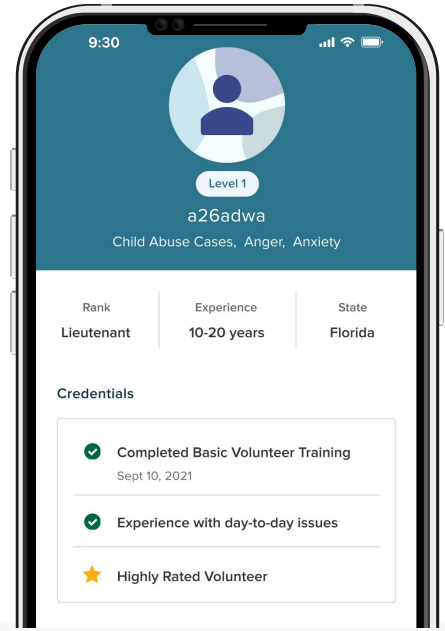 9:30
Level 1
a26adwa
Child Abuse Cases, Anger, Anxiety
Rank Experience State
Lieutenant 10-20 years Florida
Credentials
Completed Basic Volunteer Training
Sept 10, 2021
Experience with day-to-day issues
Highly Rated Volunteer